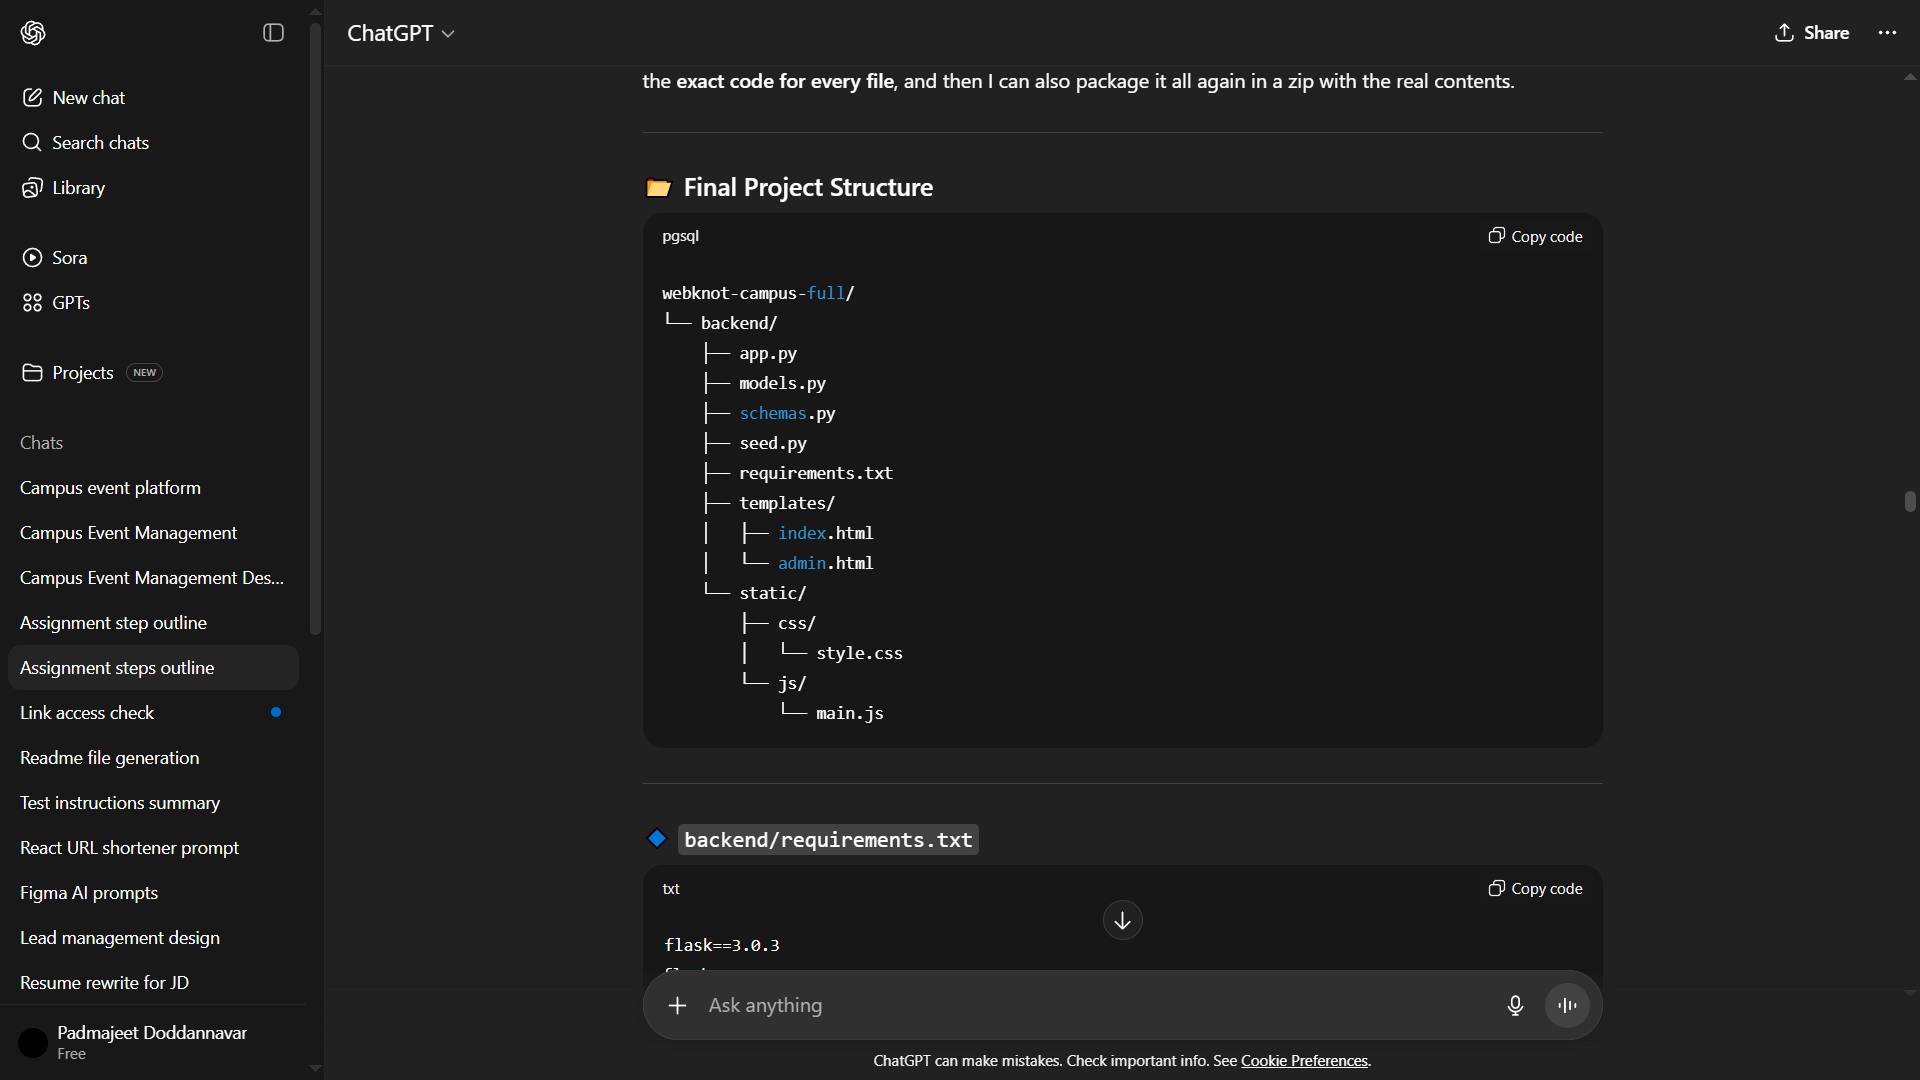 New chat
Search chats
Library
Sora
GPTs
Projects NEW
Chats
Campus event platform
Campus Event Management
Campus Event Management Des...
Assignment step outline
Assignment steps outline
Link access check
Readme file generation
Test instructions summary
React URL shortener prompt
Figma AI prompts
Lead management design
Resume rewrite for JD
Padmajeet Doddannavar
Free
ChatGPT
Share
the exact code for every file, and then I can also package it all again in a zip with the real contents.
Final Project Structure
pgsql
Copy code
webknot-campus-full/
└── backend/
    ├── app.py
    ├── models.py
    ├── schemas.py
    ├── seed.py
    ├── requirements.txt
    ├── templates/
    │   ├── index.html
    │   └── admin.html
    └── static/
        ├── css/
        │   └── style.css
        └── js/
            └── main.js
backend/requirements.txt
txt
Copy code
flask==3.0.3
Ask anything
ChatGPT can make mistakes. Check important info. See Cookie Preferences.